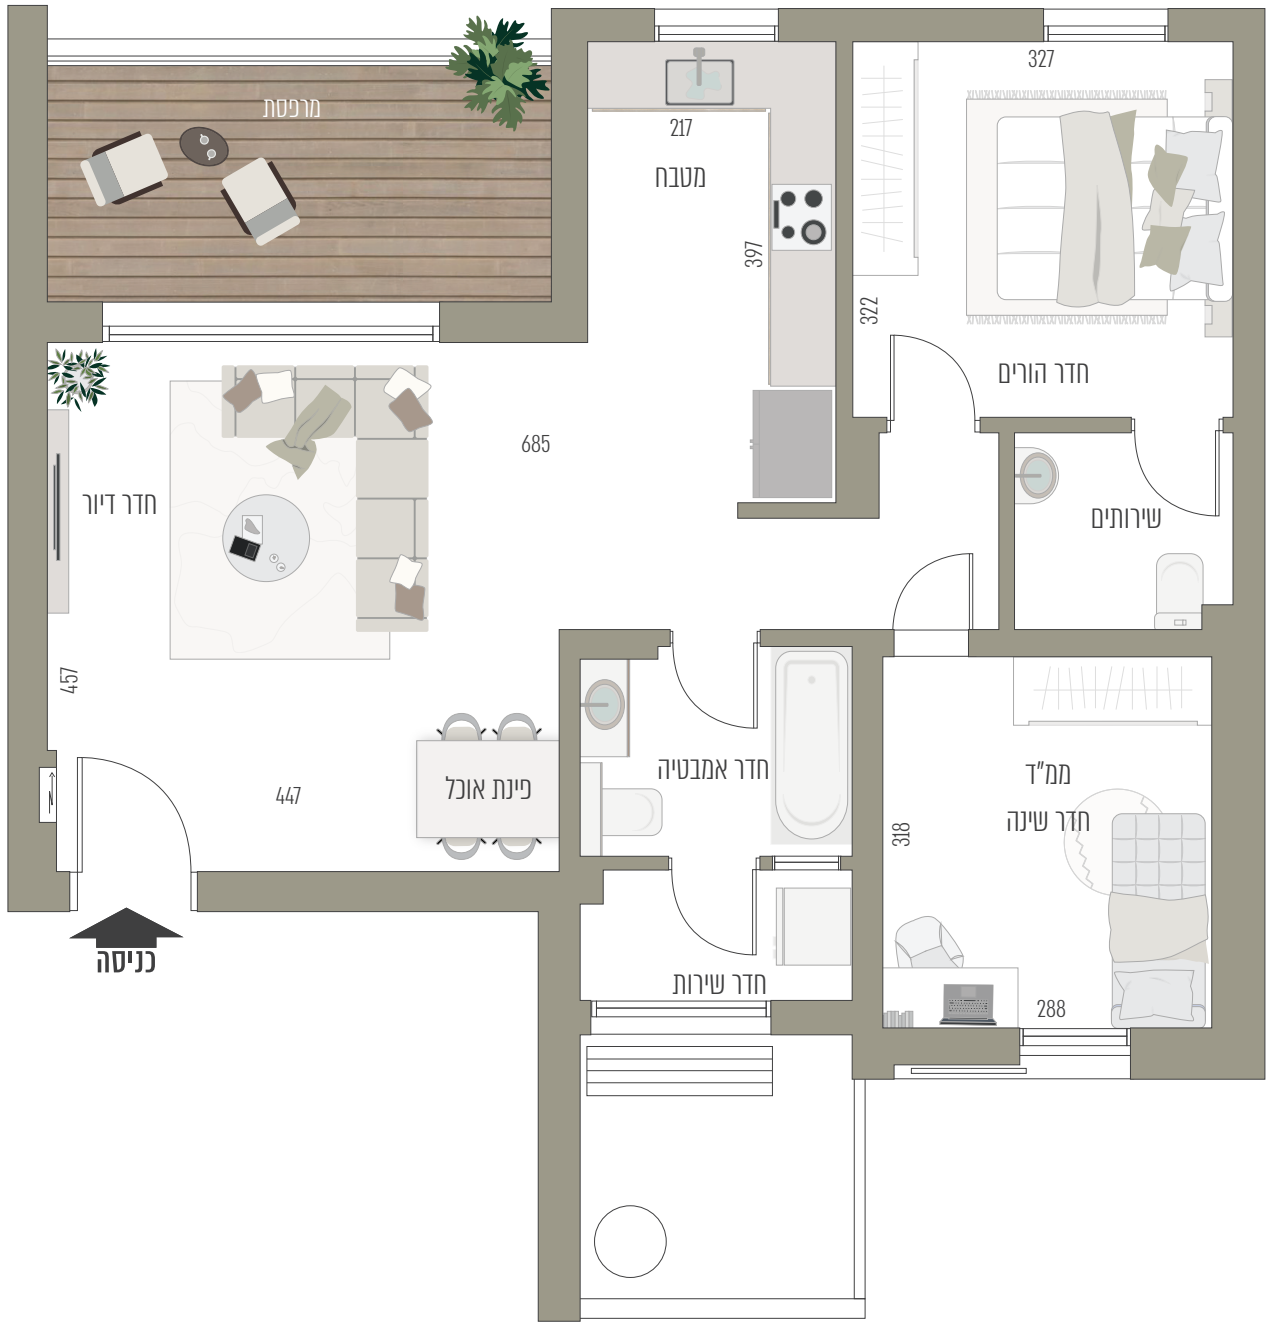 327
מרפסת
217
מטבח
397
322
חדר הורים
685
חדר דיור
שירותים
457
חדר אמבטיה
ממ"ד
פינת אוכל
447
חדר שינה
318
כניסה
חדר שירות
288